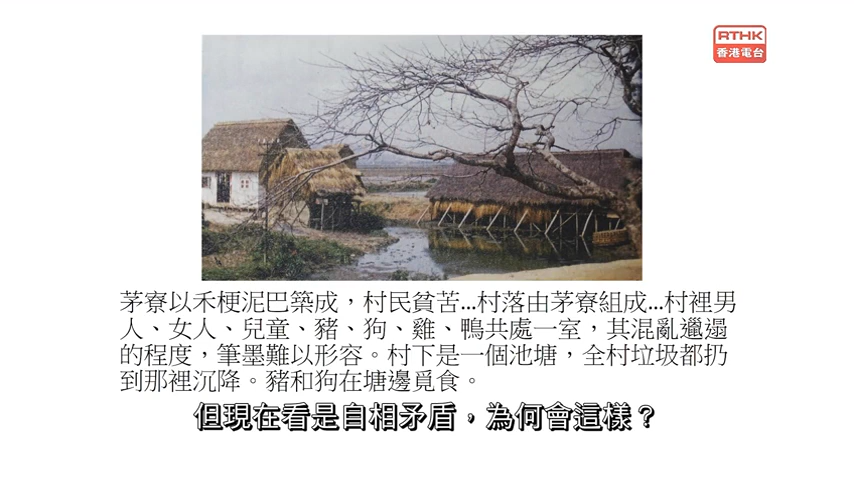 RTHK
香港電台
茅寮以禾梗泥巴築成，村民貧苦...村落由茅寮組成...村裡男
人、女人、兒童、豬、狗、雞、鴨共處一室，其混亂邋遢
的程度，筆墨難以形容。村下是一個池塘，全村垃圾都扔
到那裡沉降。豬和狗在塘邊覓食。
但現在看是自相矛盾，為何會這樣？